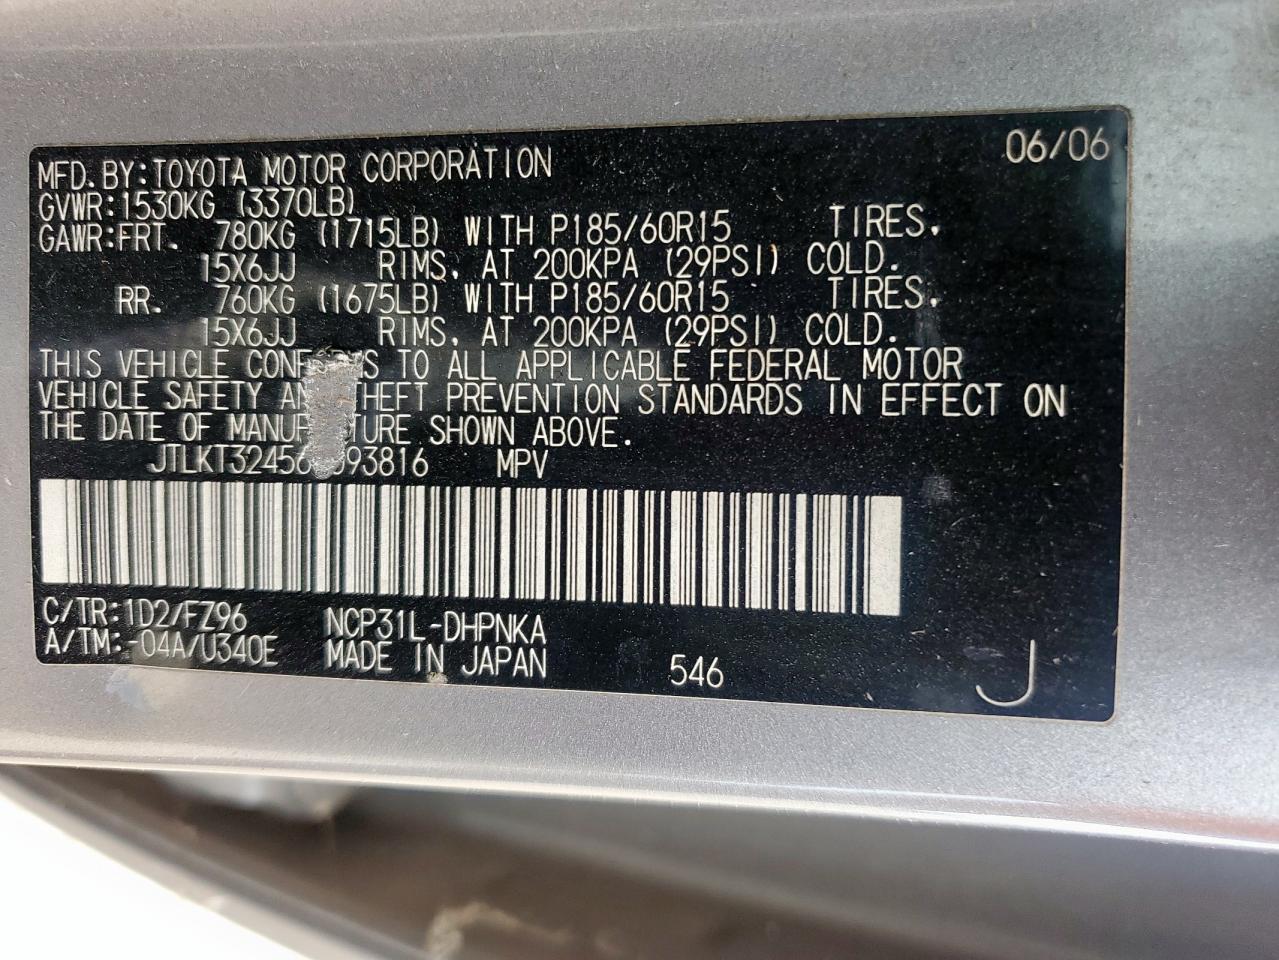 06/06
MFD.BY:TOYOTA MOTOR CORPORATION
GVWR:1530KG (3370LB)
GAWR:FRT. 780KG (1715LB) WITH P185/60R15 TIRES.
15X6JJ RIMS, AT 200KPA (29PSI) COLD.
RR. 760KG (1675LB) WITH P185/60R15 TIRES,
15X6JJ RIMS, AT 200KPA (29PSI) COLD.
THIS VEHICLE TO ALL APPLICABLE FEDERAL MOTOR
VEHICLE SAFETY PREVENTION STANDARDS IN EFFECT ON
THE DATE OF SHOWN ABOVE.
MPV
C/TR:1D2/FZ96 NCP31L-DHPNKA
A/TM:-04A/U340E MADE IN JAPAN 546 J